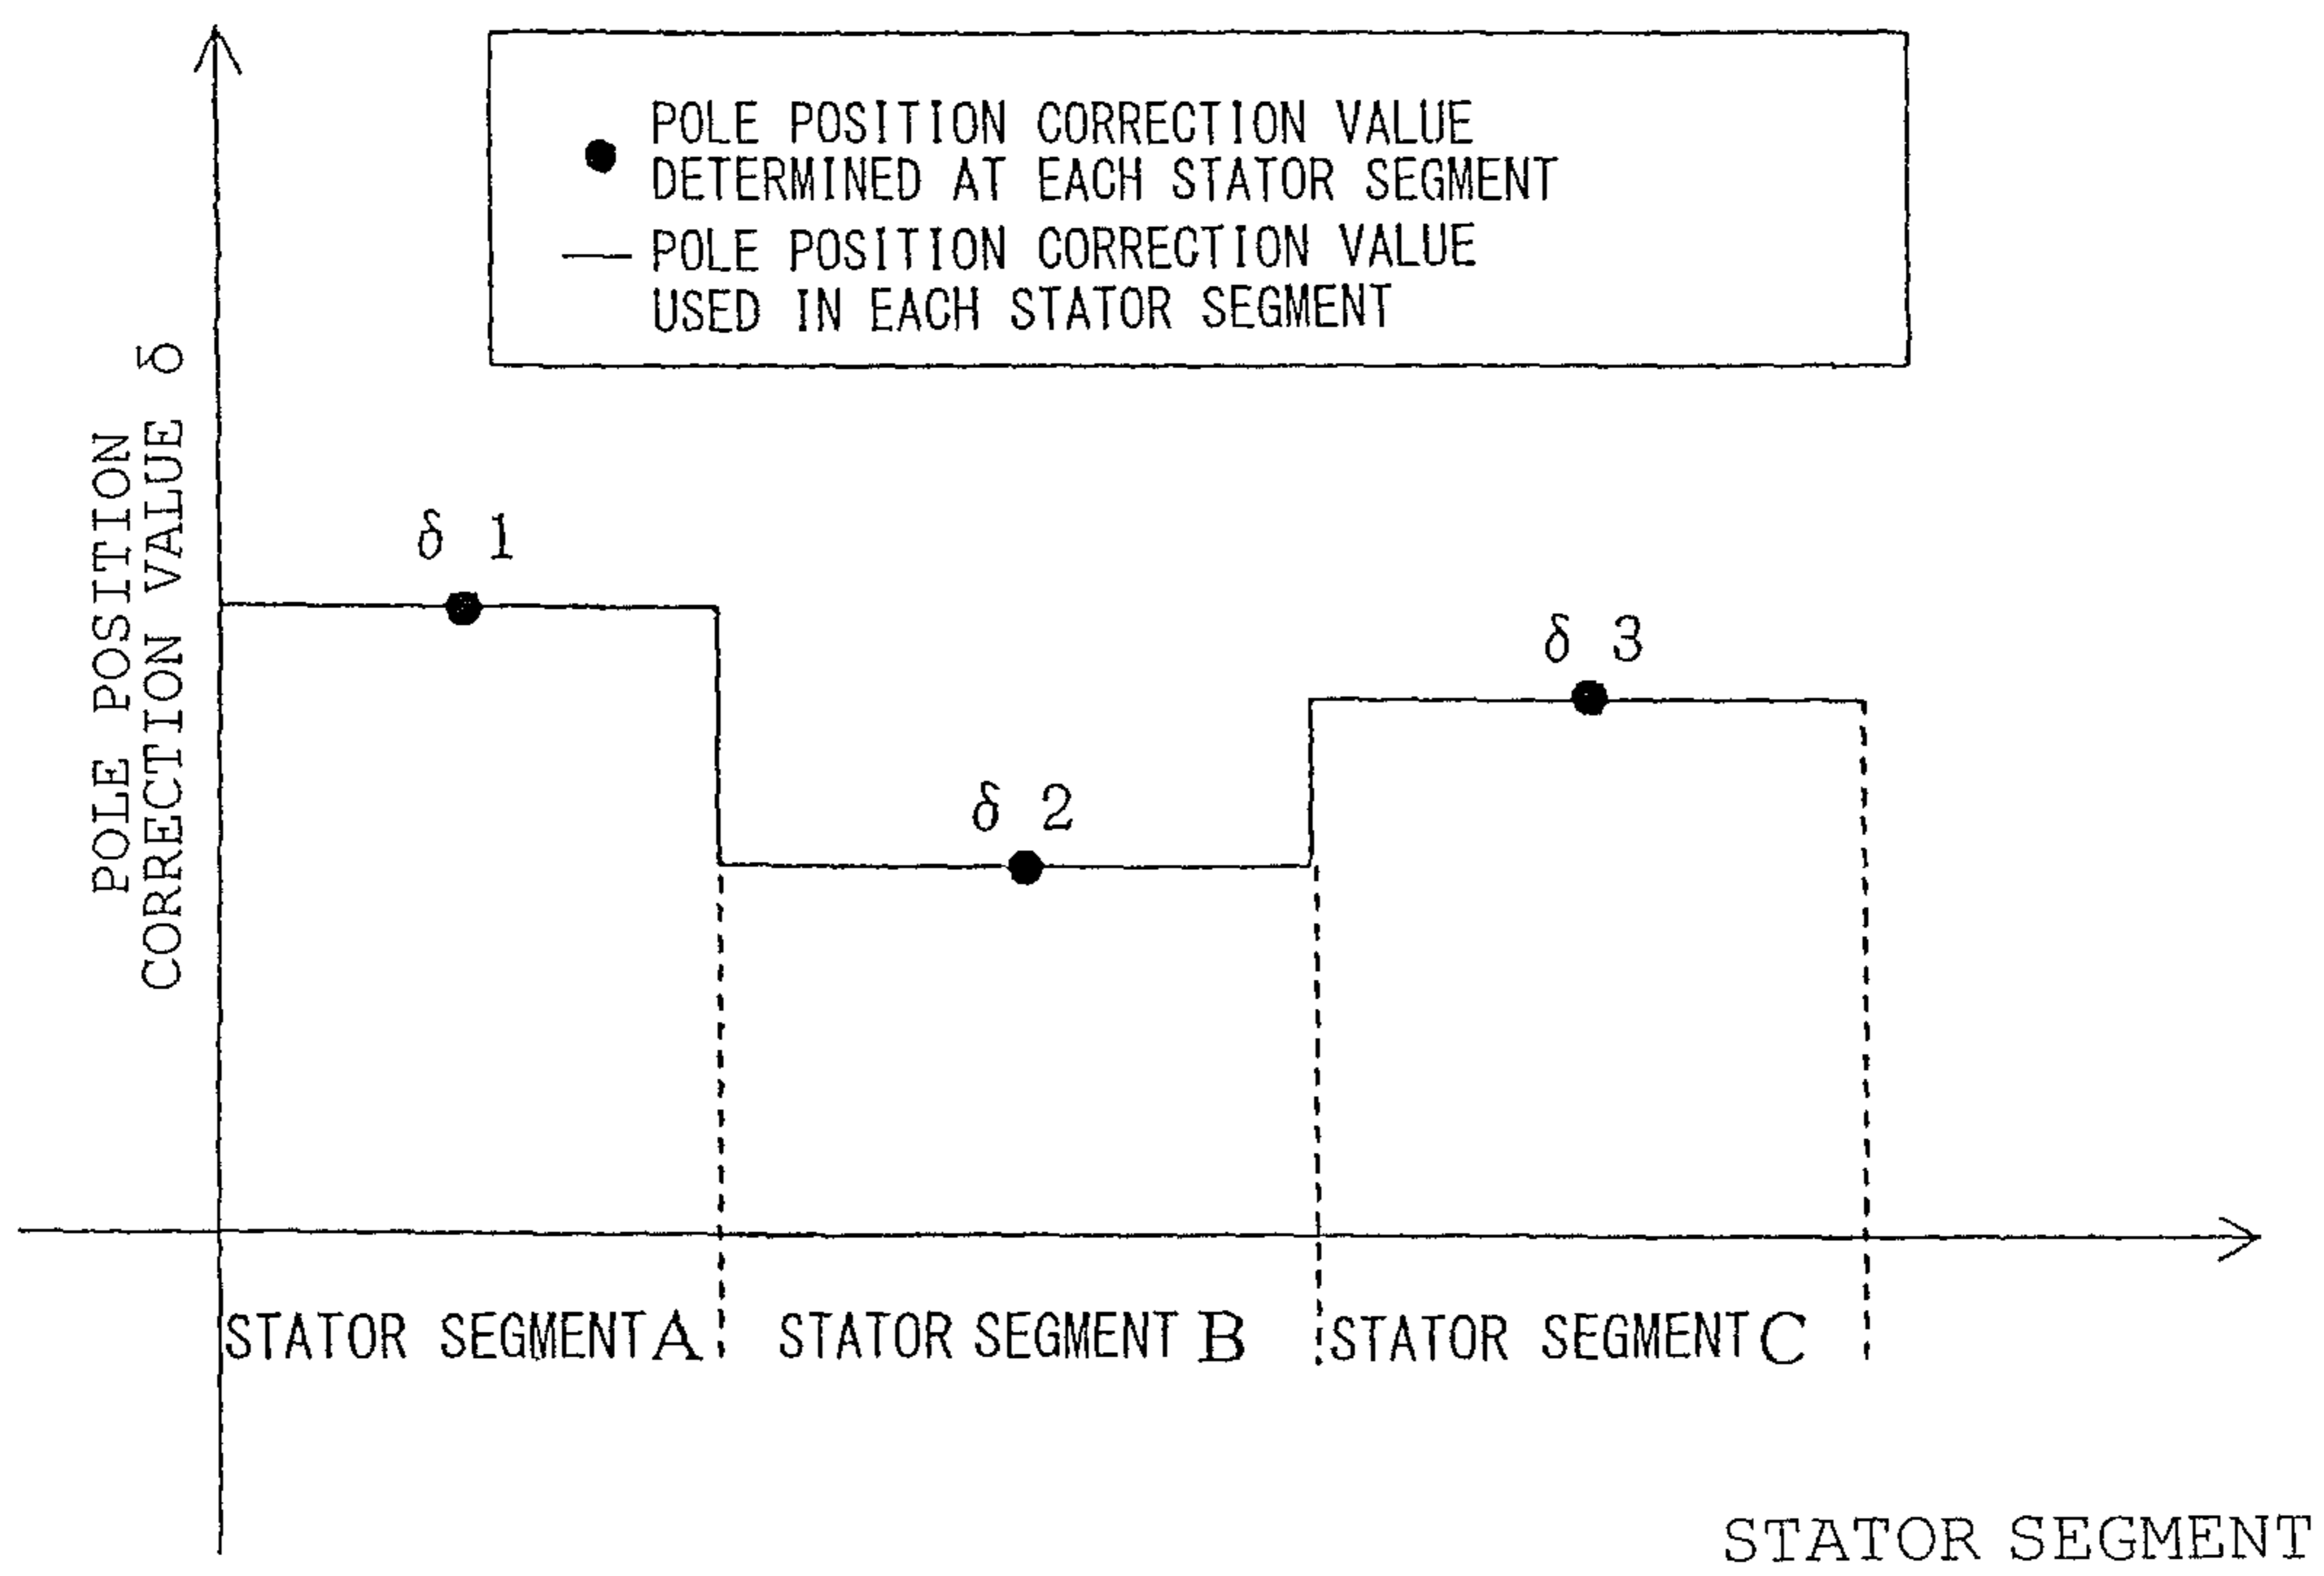 POLE POSITION CORRECTION VALUE
DETERMINED AT EACH STATOR SEGMENT
POLE POSITION CORRECTION VALUE
USED IN EACH STATOR SEGMENT
POLE POSITION
CORRECTION VALUE δ
δ 1
δ 2
δ 3
STATOR SEGMENT A
STATOR SEGMENT B
STATOR SEGMENT C
STATOR SEGMENT